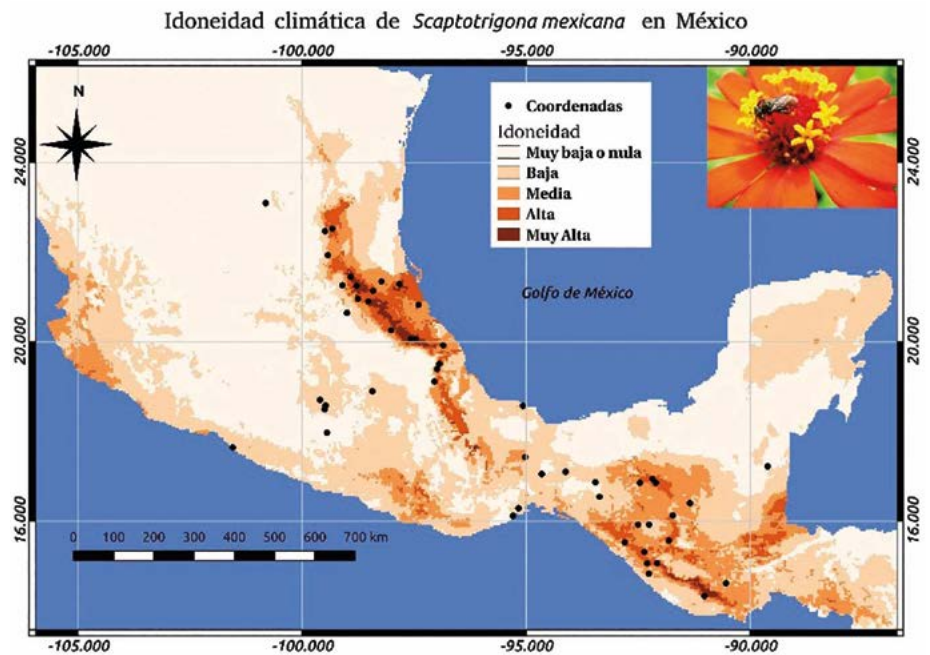 Idoneidad climática de Scaptotrigona mexicana en México
-105.000 -100.000 -95.000 -90.000
N
24.000 24.000
20.000 20.000
16.000 16.000
Coordenadas
Idoneidad
Muy baja o nula
Baja
Media
Alta
Muy Alta
Golfo de México
0 100 200 300 400 500 600 700 km
-105.000 -100.000 -95.000 -90.000